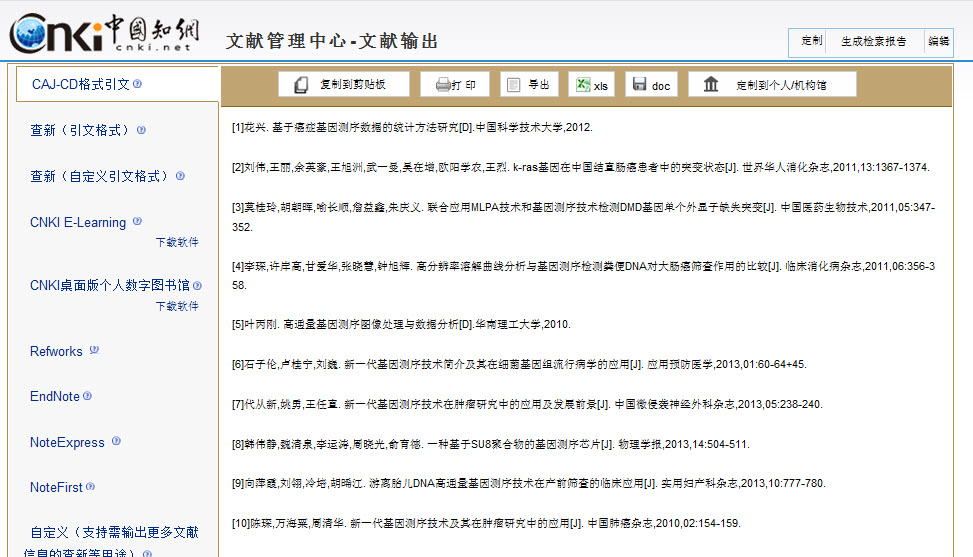 Cnki中國知網
cnki.net
文献管理中心-文献输出
定制
生成检索报告
编辑
CAJ-CD格式引文
查新（引文格式）
查新（自定义引文格式）
CNKI E-Learning
下载软件
CNKI桌面版个人数字图书馆
下载软件
Refworks
EndNote
NoteExpress
NoteFirst
自定义（支持需输出更多文献
信息的查新等用途）
复制到剪贴板
打印
导出
xls
doc
定制到个人/机构馆
[1]花兴. 基于癌症基因测序数据的统计方法研究[D].中国科学技术大学,2012.
[2]刘伟,王丽,余英豪,王旭洲,武一曼,吴在增,欧阳学农,王烈. k-ras基因在中国结直肠癌患者中的突变状态[J]. 世界华人消化杂志,2011,13:1367-1374.
[3]莫桂玲,胡朝晖,喻长顺,詹益鑫,朱庆义. 联合应用MLPA技术和基因测序技术检测DMD基因单个外显子缺失突变[J]. 中国医药生物技术,2011,05:347-
352.
[4]李琛,许岸高,甘爱华,张晓慧,钟旭辉. 高分辨率溶解曲线分析与基因测序检测粪便DNA对大肠癌筛查作用的比较[J]. 临床消化病杂志,2011,06:356-3
58.
[5]叶丙刚. 高通量基因测序图像处理与数据分析[D].华南理工大学,2010.
[6]石子伦,卢桂宁,刘巍. 新一代基因测序技术简介及其在细菌基因组流行病学的应用[J]. 应用预防医学,2013,01:60-64+45.
[7]代从新,姚勇,王任直. 新一代基因测序技术在肿瘤研究中的应用及发展前景[J]. 中国微侵袭神经外科杂志,2013,05:238-240.
[8]韩伟静,魏清泉,李运涛,周晓光,俞育德. 一种基于SU8聚合物的基因测序芯片[J]. 物理学报,2013,14:504-511.
[9]向萍霞,刘翎,冷培,胡晞江. 游离胎儿DNA高通量基因测序技术在产前筛查的临床应用[J]. 实用妇产科杂志,2013,10:777-780.
[10]陈琛,万海粟,周清华. 新一代基因测序技术及其在肿瘤研究中的应用[J]. 中国肺癌杂志,2010,02:154-159.